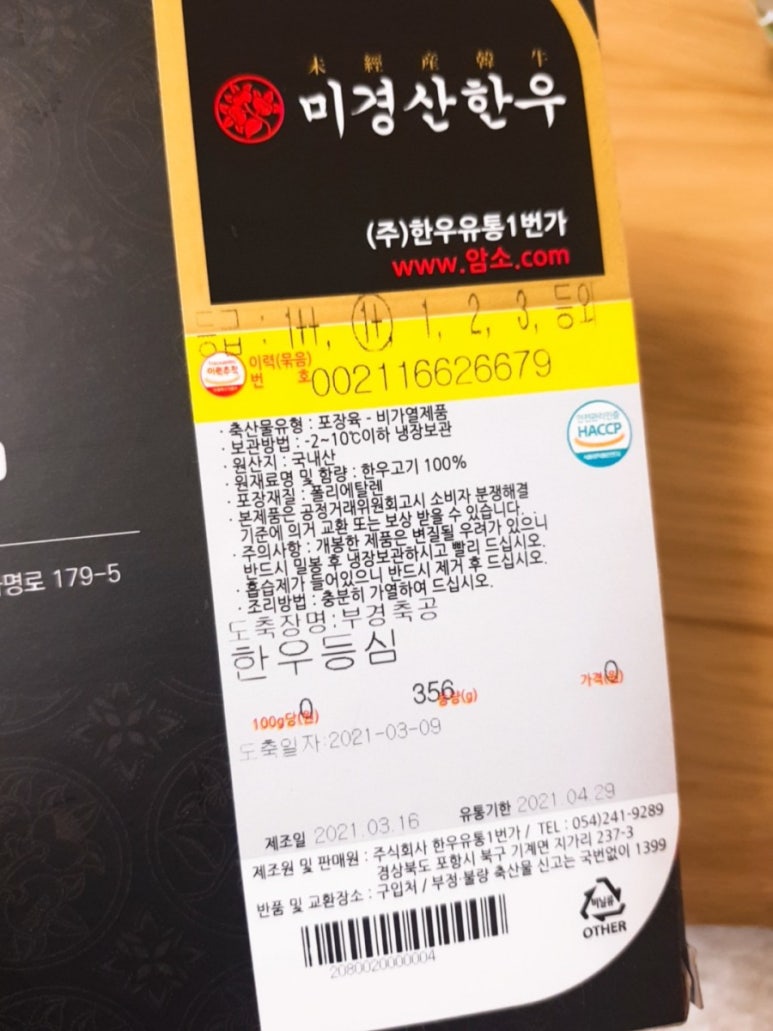 未經産韓牛
미경산한우
(주)한우유통1번가
www.암소.com
등급 : 1++, 1+, 1, 2, 3, 등외
이력(묶음)
번 호 002116626679
· 축산물유형 : 포장육 - 비가열제품
· 보관방법 : -2~10℃이하 냉장보관
· 원산지 : 국내산
· 원재료명 및 함량 : 한우고기 100%
· 포장재질 : 폴리에탈렌
· 본제품은 공정거래위원회고시 소비자 분쟁해결
기준에 의거 교환 또는 보상 받을 수 있습니다.
· 주의사항 : 개봉한 제품은 변질될 우려가 있으니
반드시 밀봉 후 냉장보관하시고 빨리 드십시오.
· 흡습제가 들어있으니 반드시 제거 후 드십시오.
· 조리방법 : 충분히 가열하여 드십시오.
안전관리인증
HACCP
도축장명:부경축공
한우등심
100g당(원) 0
356 중량(g)
가격(원) 0
도축일자:2021-03-09
제조일 2021.03.16
유통기한 2021.04.29
제조원 및 판매원 : 주식회사 한우유통1번가 / TEL : 054)241-9289
경상북도 포항시 북구 기계면 지가리 237-3
반품 및 교환장소 : 구입처 / 부정·불량 축산물 신고는 국번없이 1399
2080020000004
비닐류
OTHER
명로 179-5